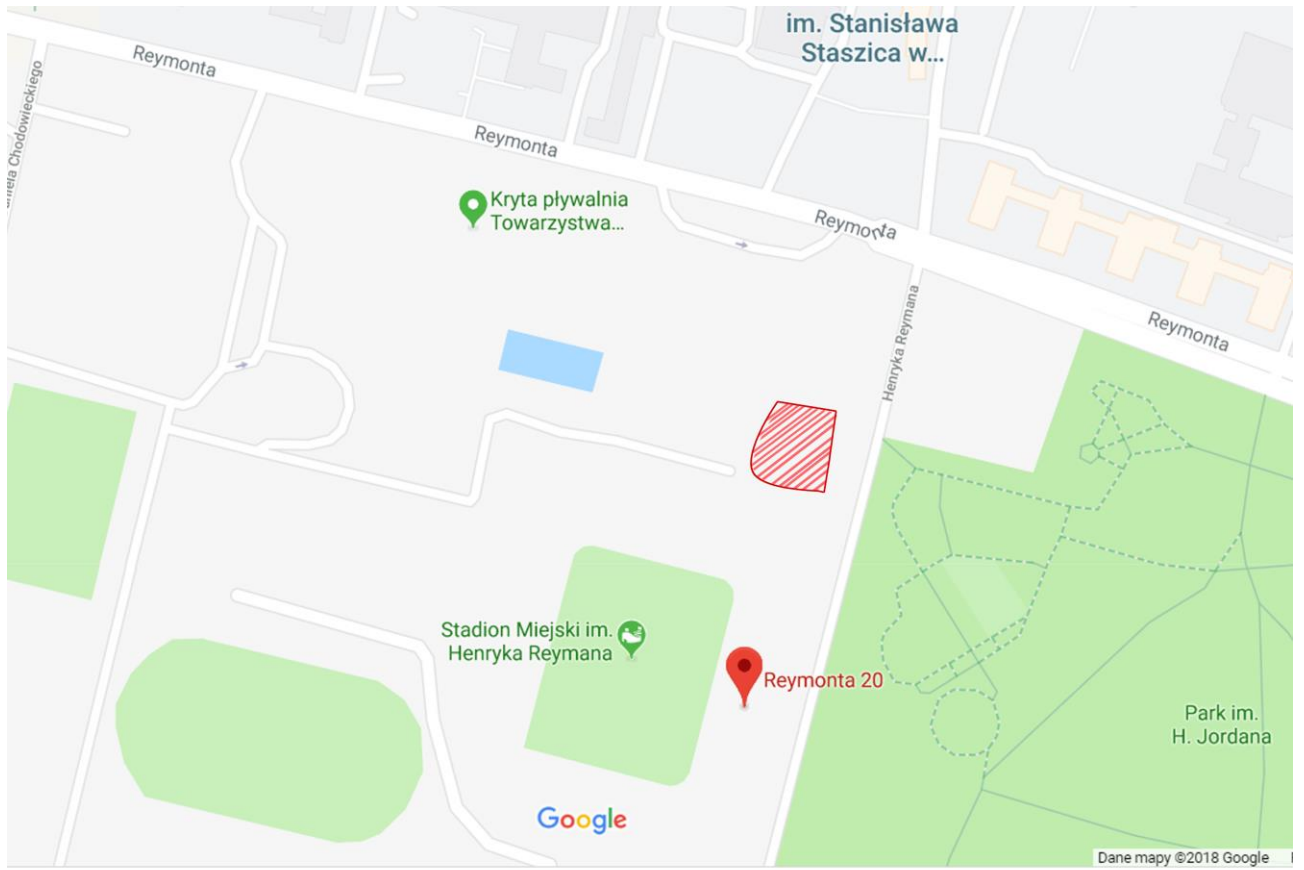 im. Stanisława
Staszica w...
Reymonta
Reymonta
Kryta pływalnia
Towarzystwa...
Reymonta
Henryka Reymana
Reymonta
Stadion Miejski im.
Henryka Reymana
Reymonta 20
Park im.
H. Jordana
Google
Chodowieckiego
Dane mapy ©2018 Google